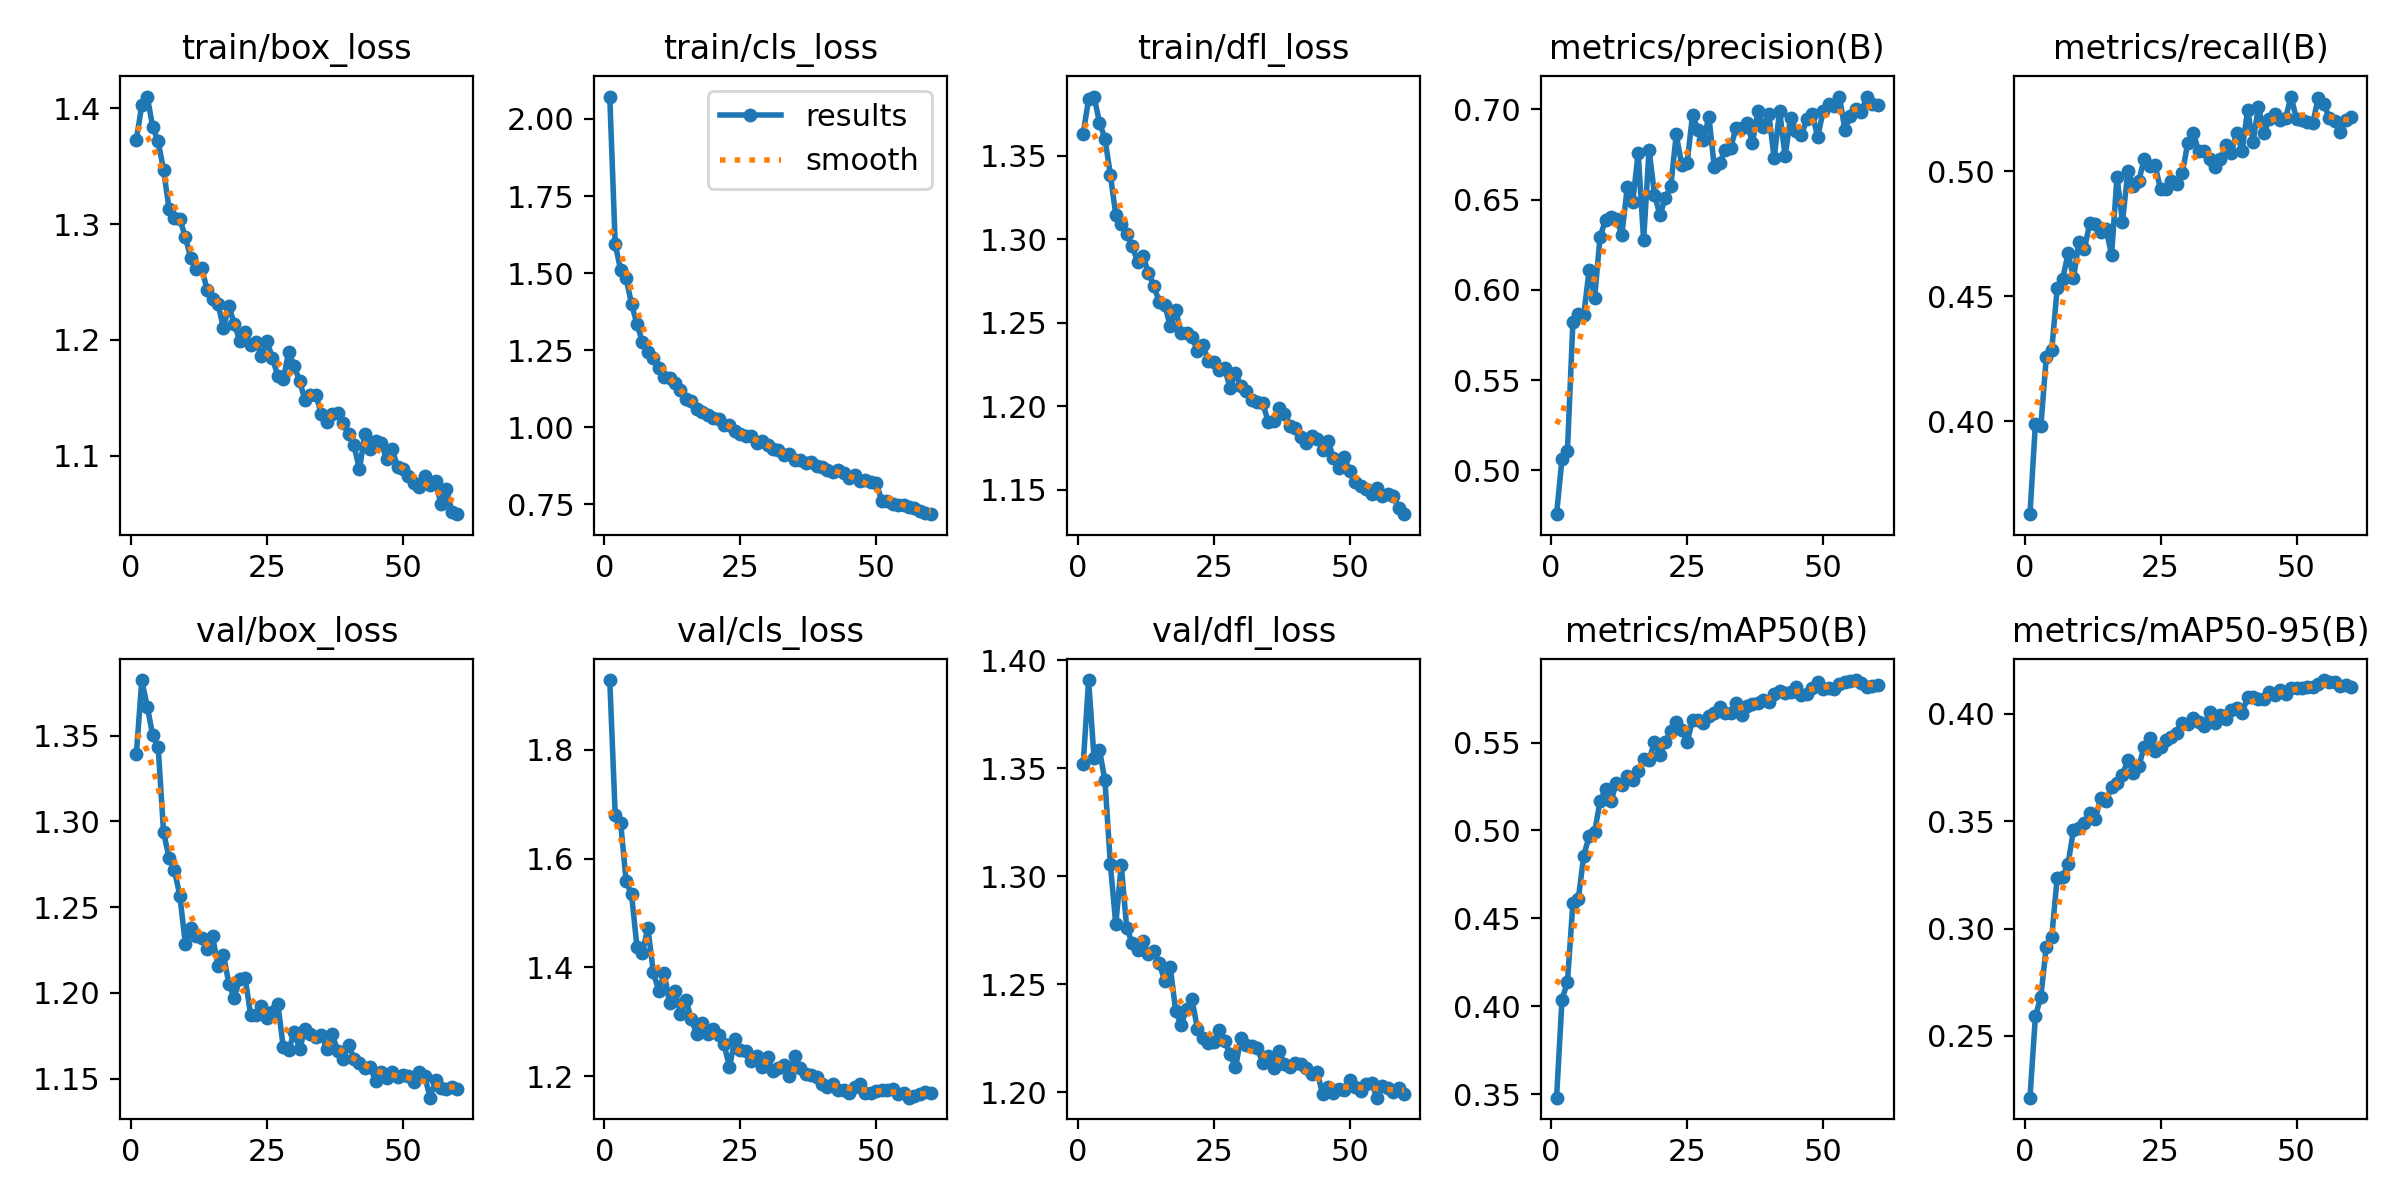 train/box_loss
1.4
1.3
1.2
1.1
0 25 50
train/cls_loss
results
smooth
2.00
1.75
1.50
1.25
1.00
0.75
0 25 50
train/dfl_loss
1.35
1.30
1.25
1.20
1.15
0 25 50
metrics/precision(B)
0.70
0.65
0.60
0.55
0.50
0 25 50
metrics/recall(B)
0.50
0.45
0.40
0 25 50
val/box_loss
1.35
1.30
1.25
1.20
1.15
0 25 50
val/cls_loss
1.8
1.6
1.4
1.2
0 25 50
val/dfl_loss
1.40
1.35
1.30
1.25
1.20
0 25 50
metrics/mAP50(B)
0.55
0.50
0.45
0.40
0.35
0 25 50
metrics/mAP50-95(B)
0.40
0.35
0.30
0.25
0 25 50